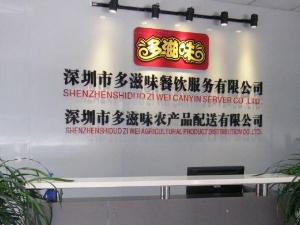 多滋味
深圳市多滋味餐饮服务有限公司
SHENZHENSHIDUO ZI WEI CANYIN SERVER CO.,LTD.
深圳市多滋味农产品配送有限公司
SHENZHENSHIDUO ZI WEI AGRICULTURAL PRODUCT DISTRIBUTION CO.,LTD.